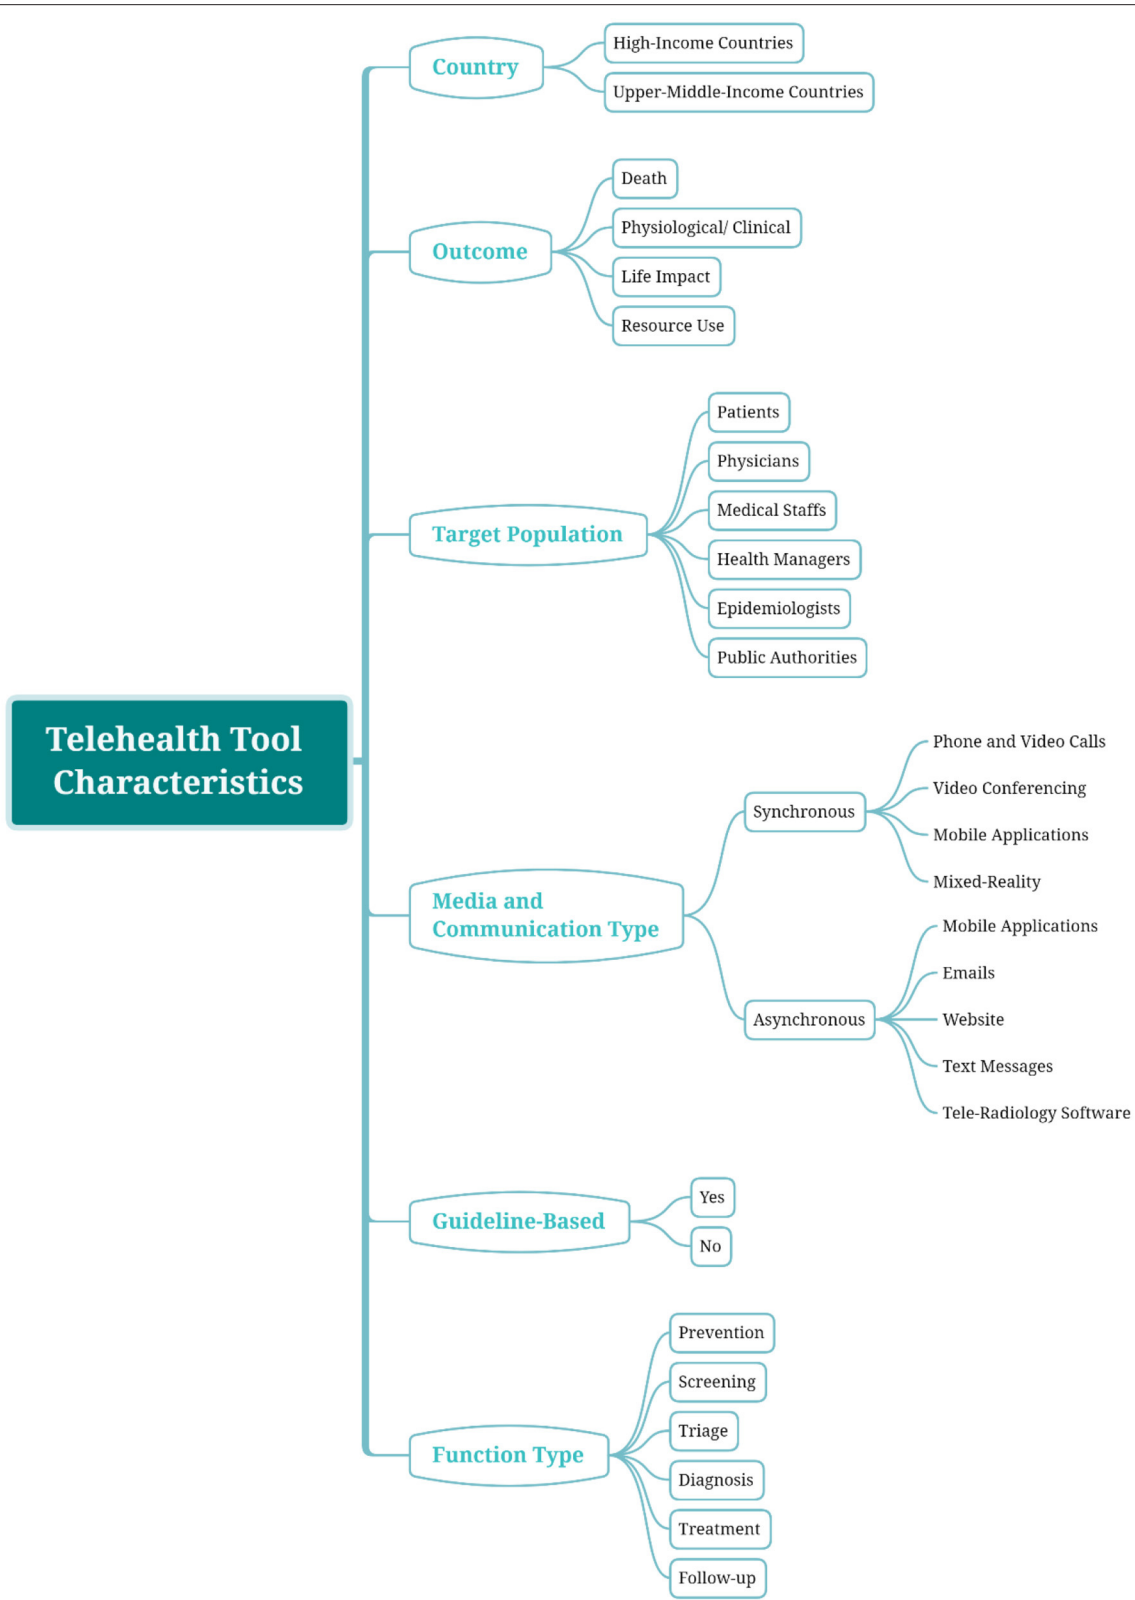 Telehealth Tool
Characteristics
Country
High-Income Countries
Upper-Middle-Income Countries
Outcome
Death
Physiological/ Clinical
Life Impact
Resource Use
Target Population
Patients
Physicians
Medical Staffs
Health Managers
Epidemiologists
Public Authorities
Media and
Communication Type
Synchronous
Phone and Video Calls
Video Conferencing
Mobile Applications
Mixed-Reality
Asynchronous
Mobile Applications
Emails
Website
Text Messages
Tele-Radiology Software
Guideline-Based
Yes
No
Function Type
Prevention
Screening
Triage
Diagnosis
Treatment
Follow-up